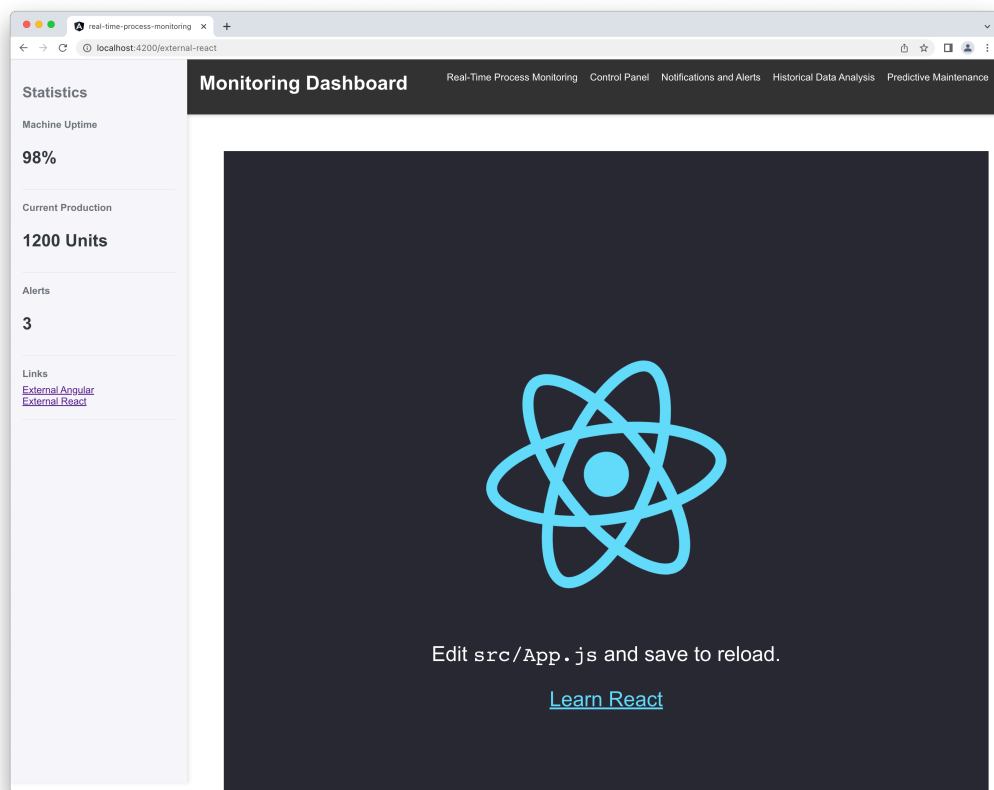 real-time-process-monitoring
localhost:4200/external-react
Statistics
Machine Uptime
98%
Current Production
1200 Units
Alerts
3
Links
External Angular
External React
Monitoring Dashboard
Real-Time Process Monitoring
Control Panel
Notifications and Alerts
Historical Data Analysis
Predictive Maintenance
Edit src/App.js and save to reload.
Learn React